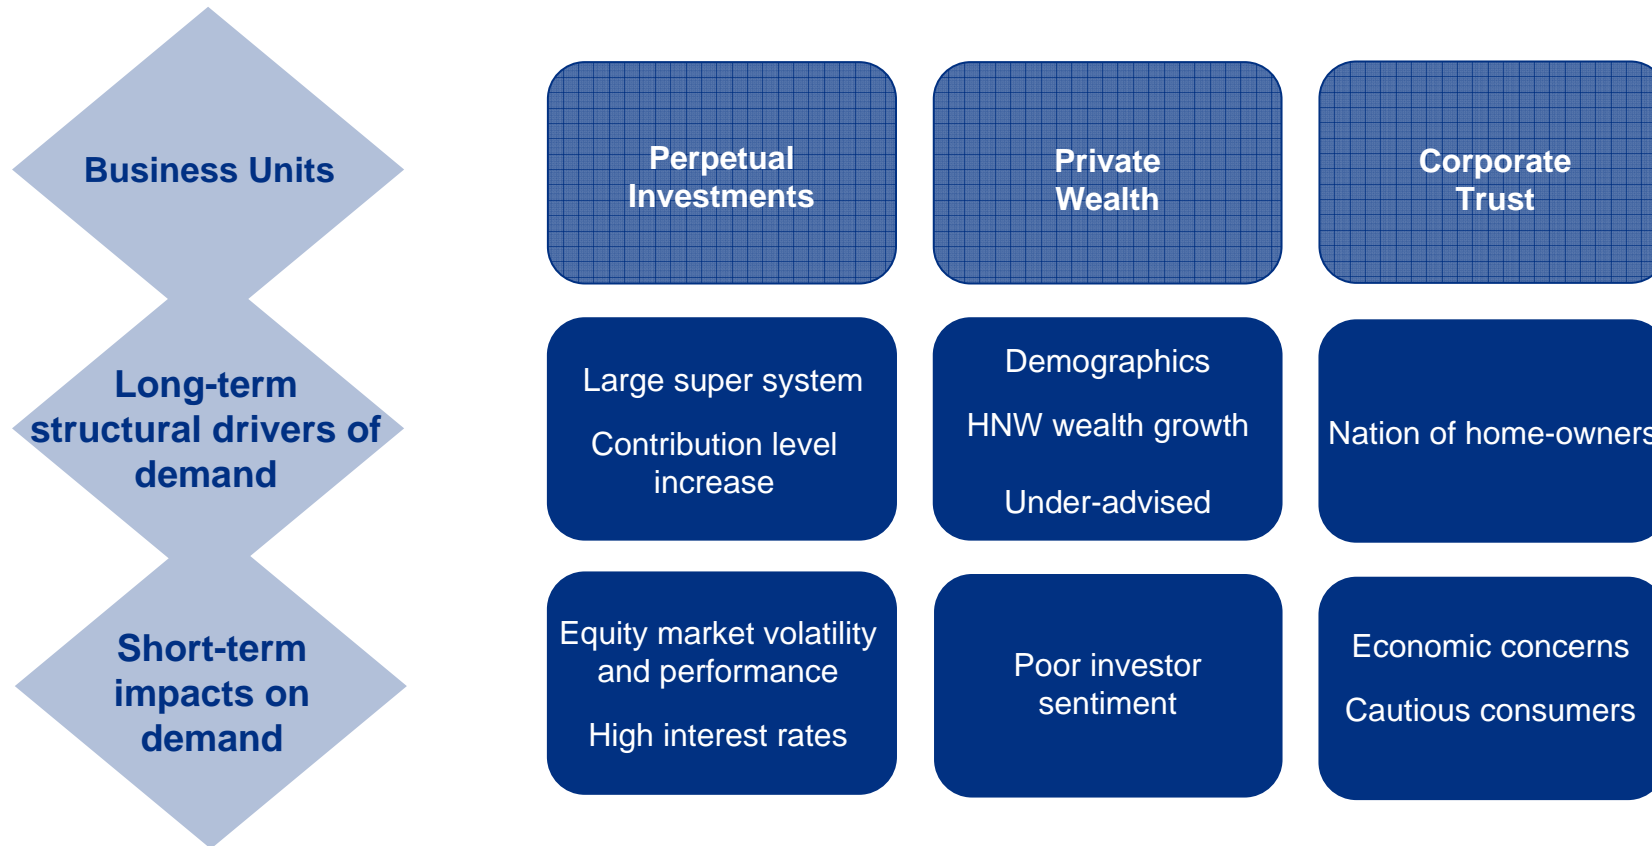 Business Units
Perpetual
Investments
Private
Wealth
Corporate
Trust
Long-term
structural drivers of
demand
Large super system
Contribution level
increase
Demographics
HNW wealth growth
Under-advised
Nation of home-owners
Short-term
impacts on
demand
Equity market volatility
and performance
High interest rates
Poor investor
sentiment
Economic concerns
Cautious consumers